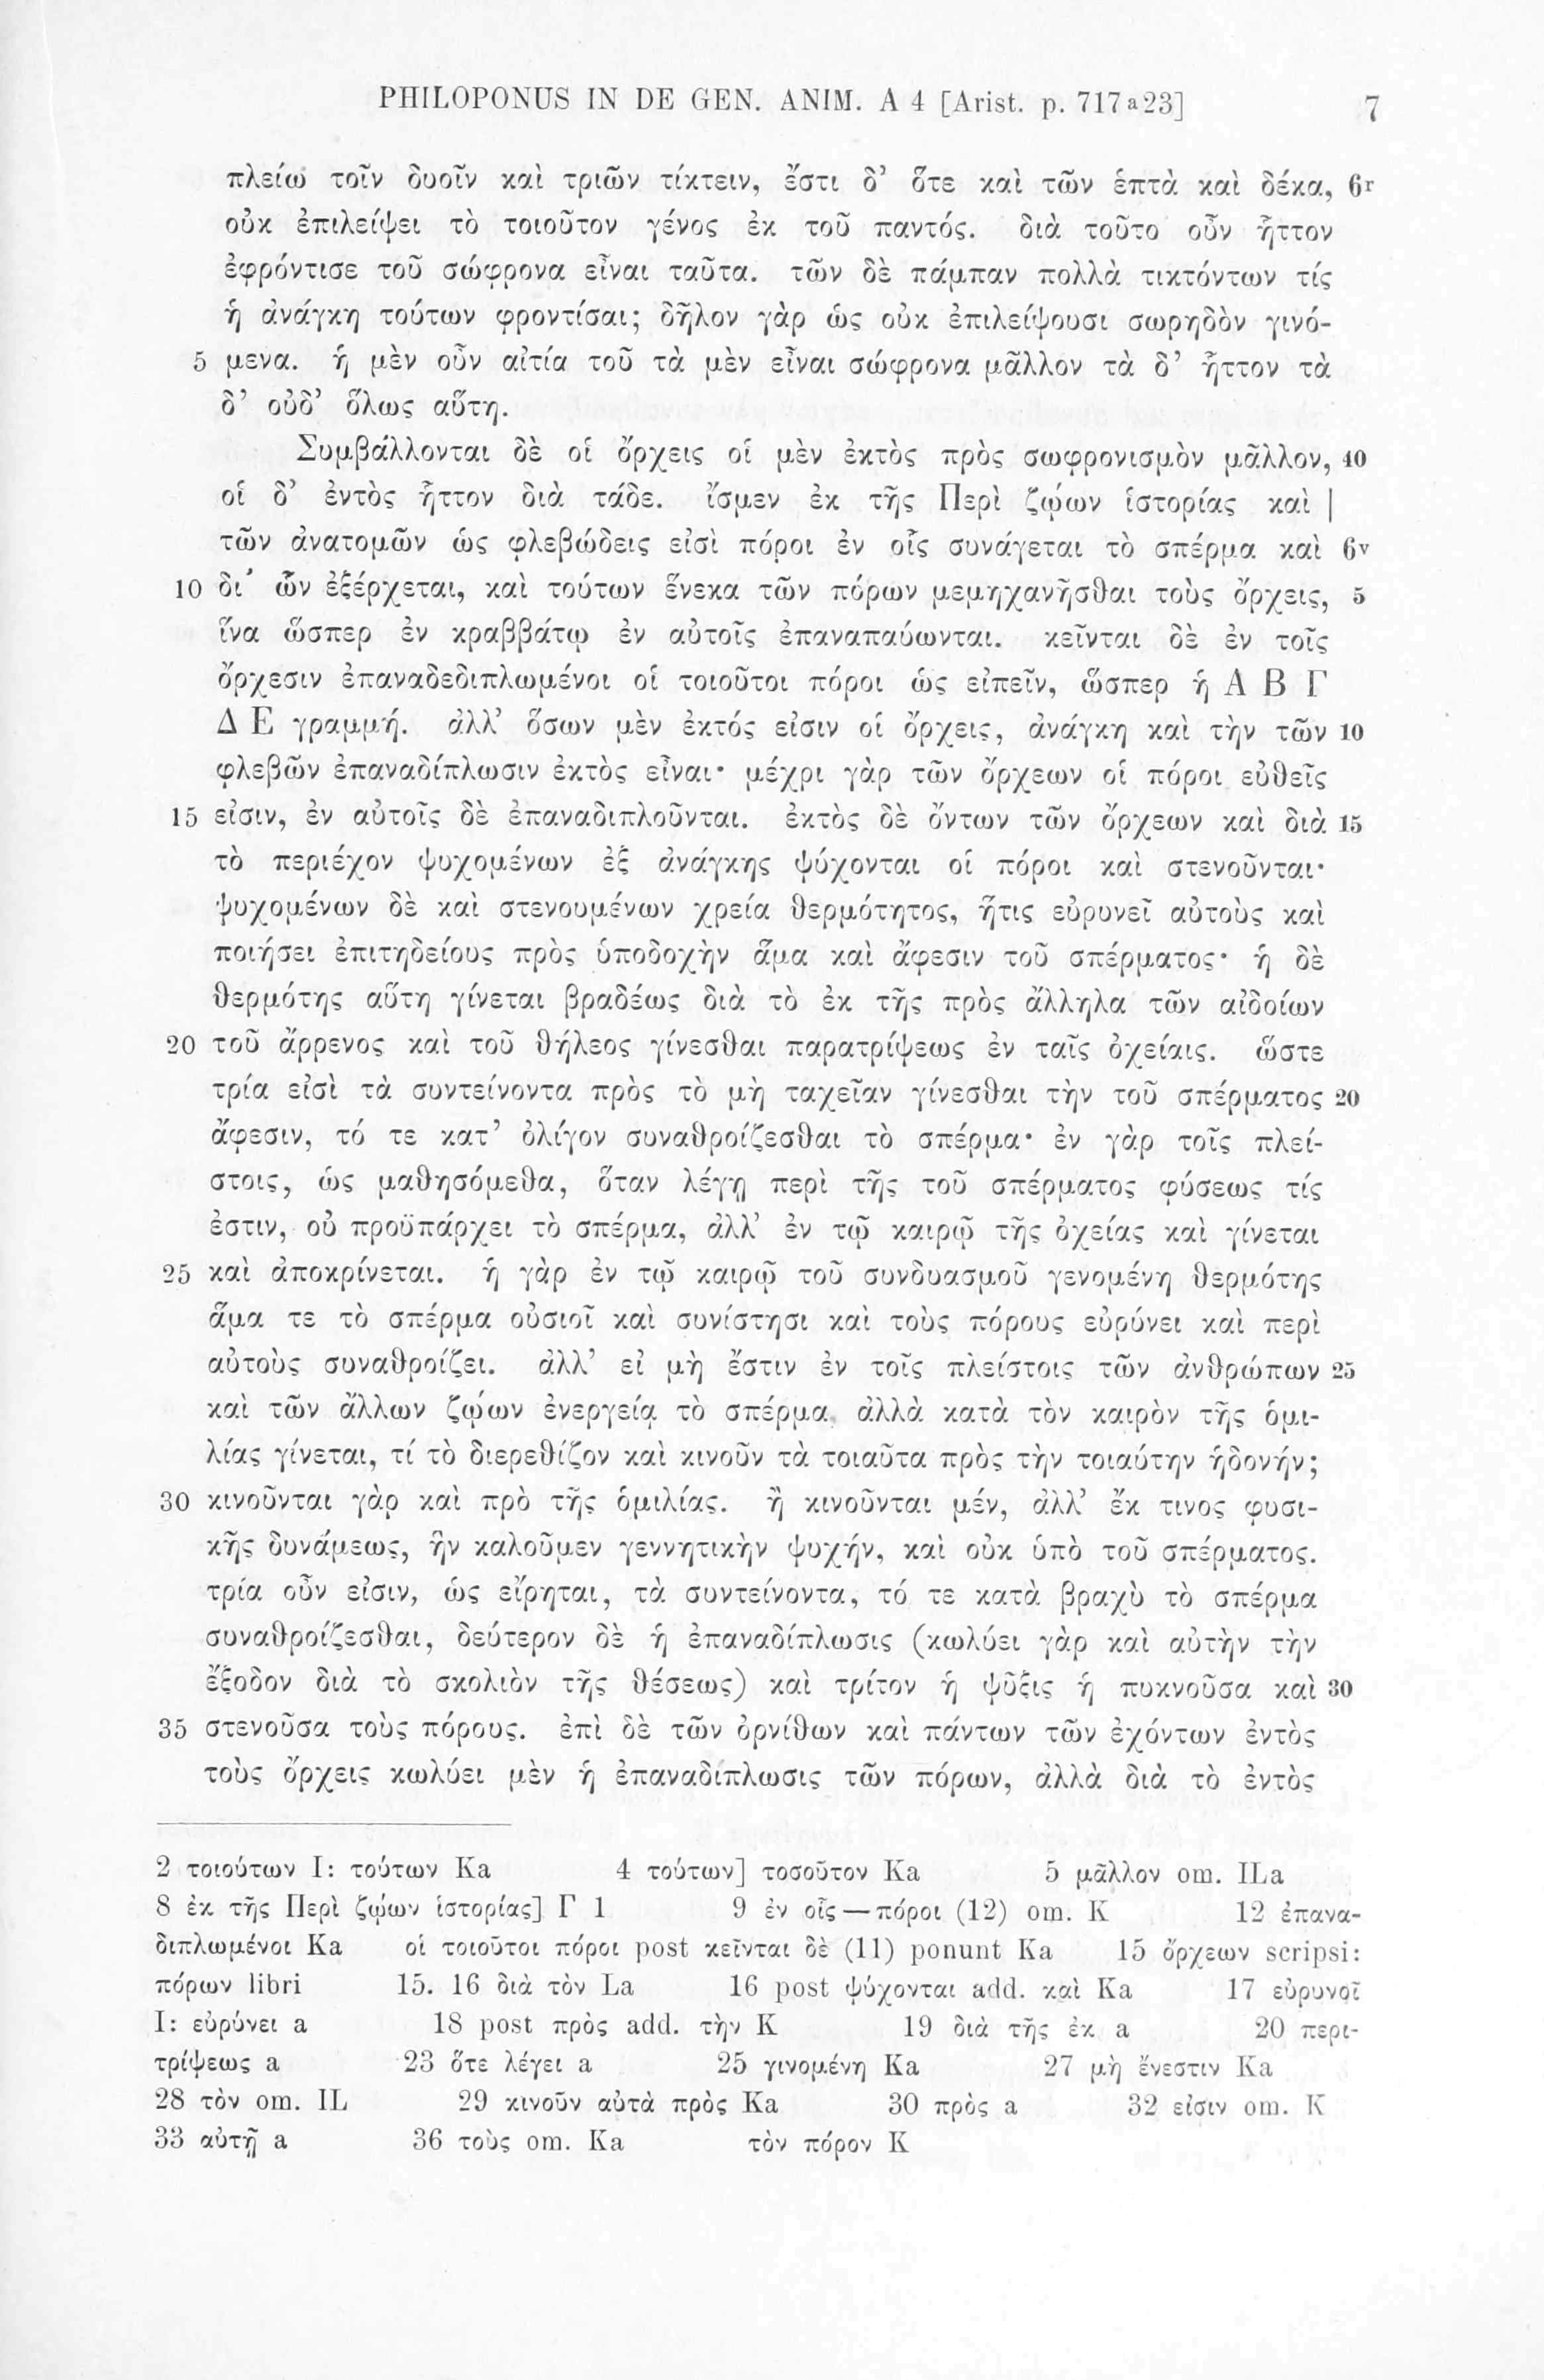 PHILOPONUS IN DE GEN. ANIM. A 4 [Arist. p. 717 a 23] 7
πλείω τοῖν δυοῖν καὶ τριῶν τίκτειν, ἔστι δ’ ὅτε καὶ τῶν ἑπτὰ καὶ δέκα, 6r
οὐκ ἐπιλείψει τὸ τοιοῦτον γένος ἐκ τοῦ παντός. διὰ τοῦτο οὖν ἧττον
ἐφρόντισε τοῦ σώφρονα εἶναι ταῦτα. τῶν δὲ πάμπαν πολλὰ τικτόντων τίς
ἡ ἀνάγκη τούτων φροντίσαι; δῆλον γὰρ ὡς οὐκ ἐπιλείψουσι σωρηδὸν γινό-
5 μενα. ἡ μὲν οὖν αἰτία τοῦ τὰ μὲν εἶναι σώφρονα μᾶλλον τὰ δ’ ἧττον τὰ
δ’ οὐδ’ ὅλως αὕτη.
Συμβάλλονται δὲ οἱ ὄρχεις οἱ μὲν ἐκτὸς πρὸς σωφρονισμὸν μᾶλλον, 40
οἱ δ’ ἐντὸς ἧττον διὰ τάδε. ἴσμεν ἐκ τῆς Περὶ ζῴων ἱστορίας καὶ |
τῶν ἀνατομῶν ὡς φλεβώδεις εἰσὶ πόροι ἐν οἷς συνάγεται τὸ σπέρμα καὶ 6v
10 δι’ ὧν ἐξέρχεται, καὶ τούτων ἕνεκα τῶν πόρων μεμηχανῆσθαι τοὺς ὄρχεις, 5
ἵνα ὥσπερ ἐν κραββάτῳ ἐν αὐτοῖς ἐπαναπαύωνται. κεῖνται δὲ ἐν τοῖς
ὄρχεσιν ἐπαναδεδιπλωμένοι οἱ τοιοῦτοι πόροι ὡς εἰπεῖν, ὥσπερ ἡ Α Β Γ
Δ Ε γραμμή. ἀλλ’ ὅσων μὲν ἐκτός εἰσιν οἱ ὄρχεις, ἀνάγκη καὶ τὴν τῶν 10
φλεβῶν ἐπαναδίπλωσιν ἐκτὸς εἶναι· μέχρι γὰρ τῶν ὄρχεων οἱ πόροι εὐθεῖς
15 εἰσιν, ἐν αὐτοῖς δὲ ἐπαναδιπλοῦνται. ἐκτὸς δὲ ὄντων τῶν ὄρχεων καὶ διὰ 15
τὸ περιέχον ψυχομένων ἐξ ἀνάγκης ψύχονται οἱ πόροι καὶ στενοῦνται·
ψυχομένων δὲ καὶ στενουμένων χρεία θερμότητος, ἥτις εὐρυνεῖ αὐτοὺς καὶ
ποιήσει ἐπιτηδείους πρὸς ὑποδοχὴν ἅμα καὶ ἄφεσιν τοῦ σπέρματος· ἡ δὲ
θερμότης αὕτη γίνεται βραδέως διὰ τὸ ἐκ τῆς πρὸς ἄλληλα τῶν αἰδοίων
20 τοῦ ἄρρενος καὶ τοῦ θήλεος γίνεσθαι παρατρίψεως ἐν ταῖς ὀχείαις. ὥστε
τρία εἰσὶ τὰ συντείνοντα πρὸς τὸ μὴ ταχεῖαν γίνεσθαι τὴν τοῦ σπέρματος 20
ἄφεσιν, τό τε κατ’ ὀλίγον συναθροίζεσθαι τὸ σπέρμα· ἐν γὰρ τοῖς πλεί-
στοις, ὡς μαθησόμεθα, ὅταν λέγῃ περὶ τῆς τοῦ σπέρματος φύσεως τίς
ἐστιν, οὐ προϋπάρχει τὸ σπέρμα, ἀλλ’ ἐν τῷ καιρῷ τῆς ὀχείας καὶ γίνεται
25 καὶ ἀποκρίνεται. ἡ γὰρ ἐν τῷ καιρῷ τοῦ συνδυασμοῦ γενομένη θερμότης
ἅμα τε τὸ σπέρμα οὐσιοῖ καὶ συνίστησι καὶ τοὺς πόρους εὐρύνει καὶ περὶ
αὐτοὺς συναθροίζει. ἀλλ’ εἰ μὴ ἔστιν ἐν τοῖς πλείστοις τῶν ἀνθρώπων 25
καὶ τῶν ἄλλων ζῴων ἐνεργείᾳ τὸ σπέρμα ἀλλὰ κατὰ τὸν καιρὸν τῆς ὁμι-
λίας γίνεται, τί τὸ διερεθίζον καὶ κινοῦν τὰ τοιαῦτα πρὸς τὴν τοιαύτην ἡδονήν;
30 κινοῦνται γὰρ καὶ πρὸ τῆς ὁμιλίας. ἢ κινοῦνται μέν, ἀλλ’ ἔκ τινος φυσι-
κῆς δυνάμεως, ἣν καλοῦμεν γεννητικὴν ψυχήν, καὶ οὐκ ὑπὸ τοῦ σπέρματος.
τρία οὖν εἰσιν, ὡς εἴρηται, τὰ συντείνοντα, τό τε κατὰ βραχὺ τὸ σπέρμα
συναθροίζεσθαι, δεύτερον δὲ ἡ ἐπαναδίπλωσις (κωλύει γὰρ καὶ αὐτὴν τὴν
ἔξοδον διὰ τὸ σκολιὸν τῆς θέσεως) καὶ τρίτον ἡ ψῦξις ἡ πυκνοῦσα καὶ 30
35 στενοῦσα τοὺς πόρους. ἐπὶ δὲ τῶν ὀρνίθων καὶ πάντων τῶν ἐχόντων ἐντὸς
τοὺς ὄρχεις κωλύει μὲν ἡ ἐπαναδίπλωσις τῶν πόρων, ἀλλὰ διὰ τὸ ἐντὸς
2 τοιούτων I: τούτων Ka 4 τούτων] τοσοῦτον Ka 5 μᾶλλον om. ILa
8 ἐκ τῆς Περὶ ζῴων ἱστορίας] Γ 1 9 ἐν οἷς — πόροι (12) om. K 12 ἐπανα-
διπλωμένοι Ka οἱ τοιοῦτοι πόροι post κεῖνται δὲ (11) ponunt Ka 15 ὄρχεων scripsi:
πόρων libri 15. 16 διὰ τὸν La 16 post ψύχονται add. καὶ Ka 17 εὐρυνοῖ
I: εὐρύνει a 18 post πρὸς add. τὴν K 19 διὰ τῆς ἐκ a 20 περι-
τρίψεως a 23 ὅτε λέγει a 25 γινομένη Ka 27 μὴ ἔνεστιν Ka
28 τὸν om. IL 29 κινοῦν αὐτὰ πρὸς Ka 30 πρὸς a 32 εἰσιν om. K
33 αὐτῇ a 36 τοὺς om. Ka τὸν πόρον K